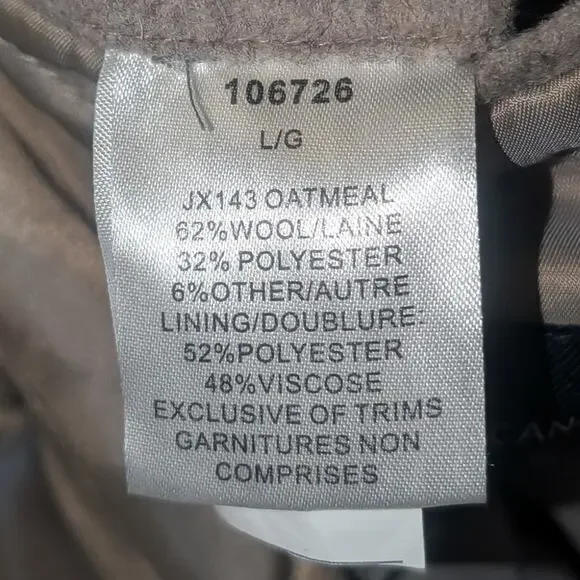 106726
L/G
JX143 OATMEAL
62%WOOL/LAINE
32% POLYESTER
6%OTHER/AUTRE
LINING/DOUBLURE:
52%POLYESTER
48%VISCOSE
EXCLUSIVE OF TRIMS
GARNITURES NON
COMPRISES
CAN